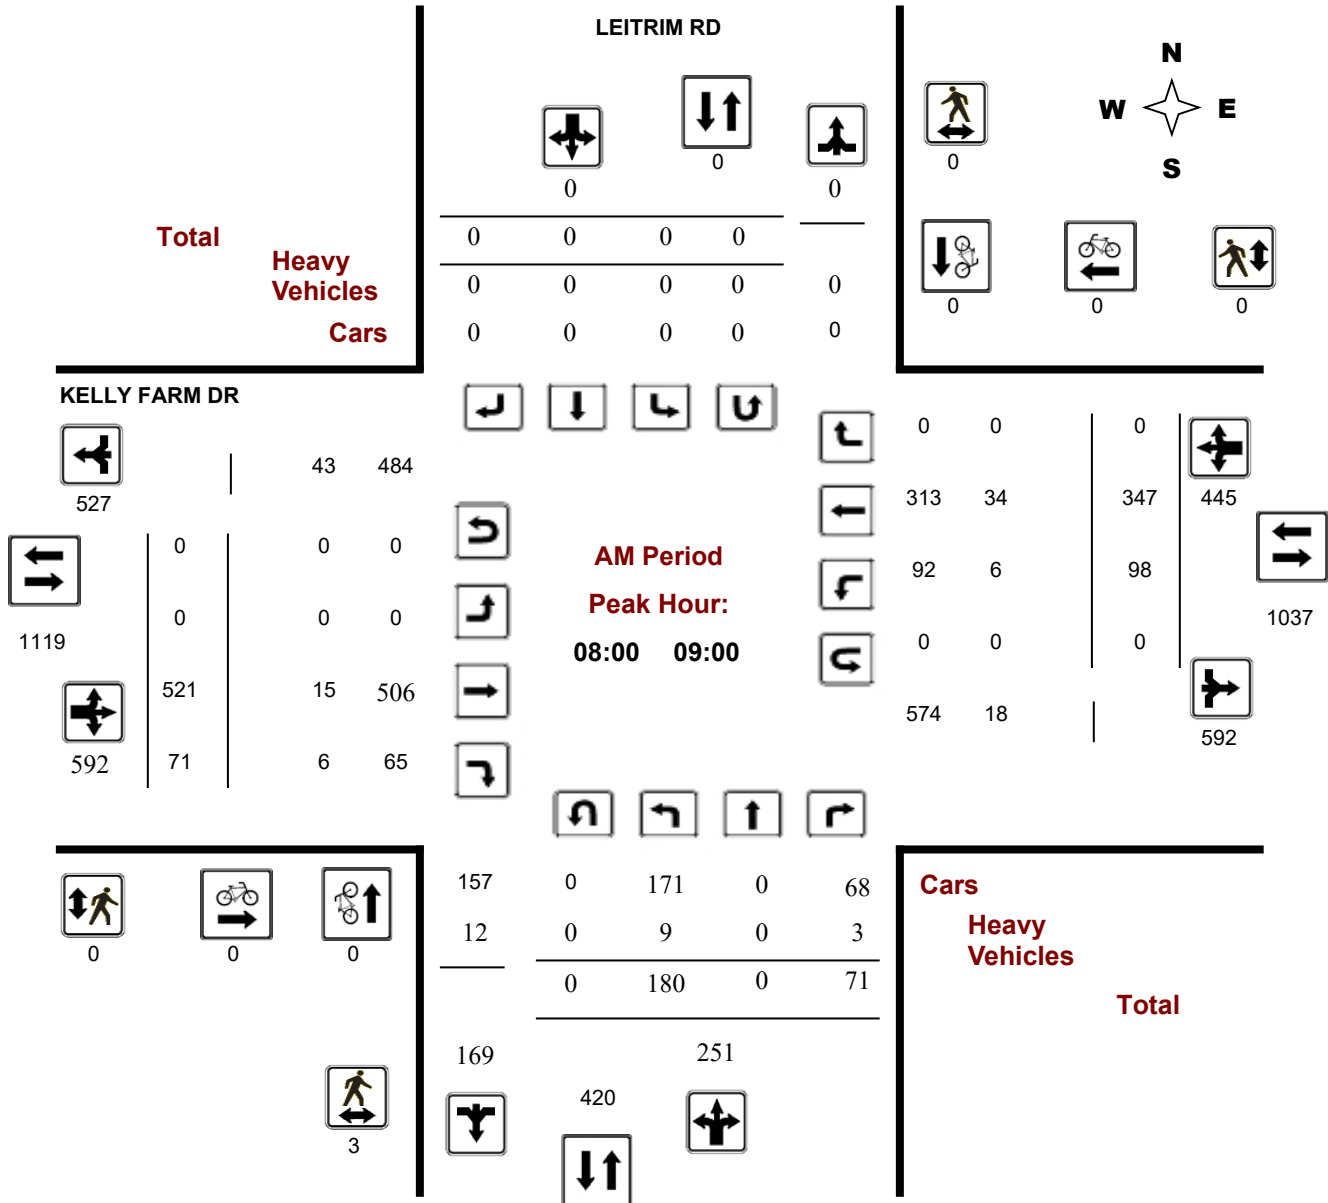 LEITRIM RD
N
W E
S
0
0
0 0
0
Total
0 0 0 0
Heavy
Vehicles
0 0 0 0 0
0 0 0
Cars
0 0 0 0 0
KELLY FARM DR
43 484
527
0 0 0
313 34 347 445
0 0 0
AM Period
92 6 98
0 0 0
Peak Hour:
1119
1037
08:00 09:00
0 0 0
521 15 506
574 18
592
592 71 6 65
157 0 171 0 68
Cars
12 0 9 0 3
Heavy
Vehicles
0 0 0
0 180 0 71
Total
169 251
420
3